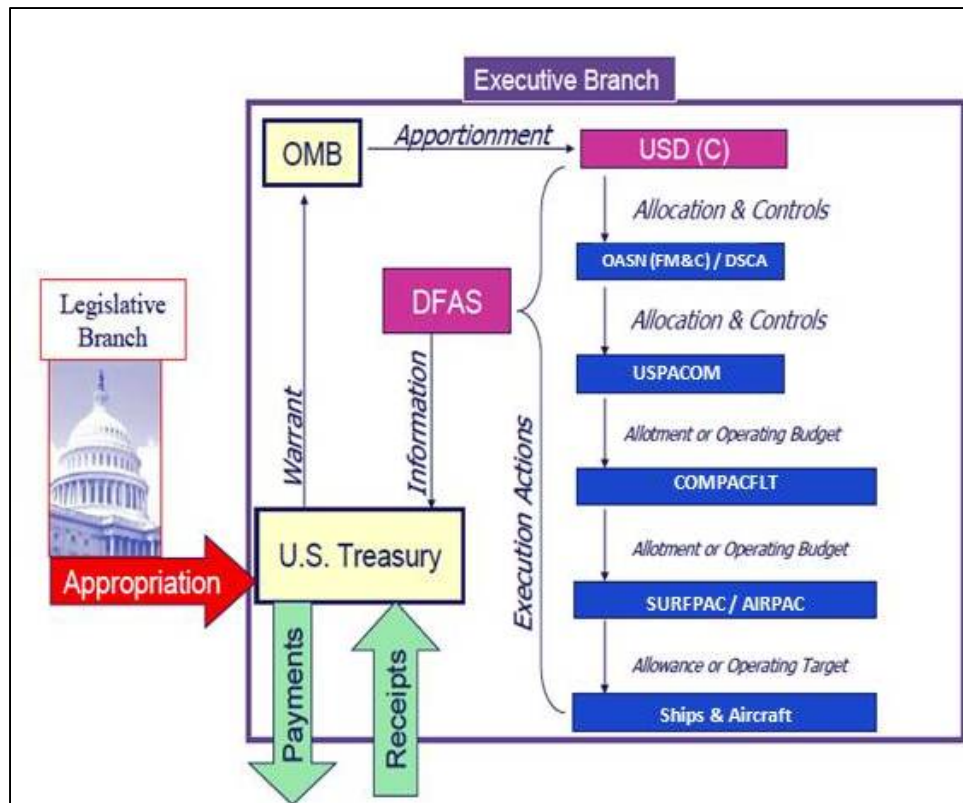 Executive Branch
OMB
Apportionment
USD (C)
Allocation & Controls
OASN (FM&C) / DSCA
DFAS
Legislative
Branch
Allocation & Controls
USPACOM
Warrant
Information
Execution Actions
Allotment or Operating Budget
COMPACFLT
U.S. Treasury
Allotment or Operating Budget
Appropriation
SURFPAC / AIRPAC
Allowance or Operating Target
Payments
Receipts
Ships & Aircraft